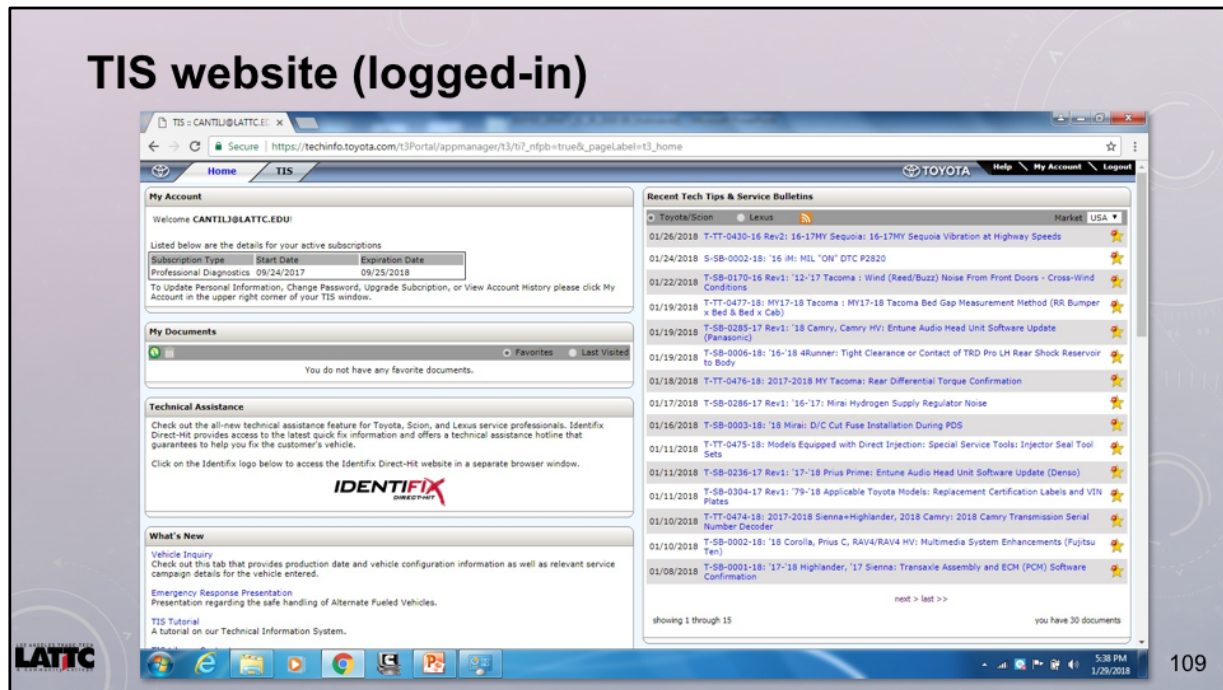 TIS website (logged-in)
TIS :: CANTILJ@LATTC.E
Secure | https://techinfo.toyota.com/t3Portal/appmanager/t3/ti?_nfpb=true&_pageLabel=t3_home
Home TIS TOYOTA Help My Account Logout
My Account
Welcome CANTILJ@LATTC.EDU!
Listed below are the details for your active subscriptions
Subscription Type Start Date Expiration Date
Professional Diagnostics 09/24/2017 09/25/2018
To Update Personal Information, Change Password, Upgrade Subcription, or View Account History please click My
Account in the upper right corner of your TIS window.
My Documents
Favorites Last Visited
You do not have any favorite documents.
Technical Assistance
Check out the all-new technical assistance feature for Toyota, Scion, and Lexus service professionals. Identifix
Direct-Hit provides access to the latest quick fix information and offers a technical assistance hotline that
guarantees to help you fix the customer's vehicle.
Click on the Identifix logo below to access the Identifix Direct-Hit website in a separate browser window.
IDENTIFIX
DIRECT-HIT
What's New
Vehicle Inquiry
Check out this tab that provides production date and vehicle configuration information as well as relevant service
campaign details for the vehicle entered.
Emergency Response Presentation
Presentation regarding the safe handling of Alternate Fueled Vehicles.
TIS Tutorial
A tutorial on our Technical Information System.
Recent Tech Tips & Service Bulletins
Toyota/Scion Lexus Market USA
01/26/2018 T-TT-0430-16 Rev2: 16-17MY Sequoia: 16-17MY Sequoia Vibration at Highway Speeds
01/24/2018 S-SB-0002-18: '16 iM: MIL "ON" DTC P2820
01/22/2018 T-SB-0170-16 Rev1: '12-'17 Tacoma : Wind (Reed/Buzz) Noise From Front Doors - Cross-Wind
Conditions
01/19/2018 T-TT-0477-18: MY17-18 Tacoma : MY17-18 Tacoma Bed Gap Measurement Method (RR Bumper
x Bed & Bed x Cab)
01/19/2018 T-SB-0285-17 Rev1: '18 Camry, Camry HV: Entune Audio Head Unit Software Update
(Panasonic)
01/19/2018 T-SB-0006-18: '16-'18 4Runner: Tight Clearance or Contact of TRD Pro LH Rear Shock Reservoir
to Body
01/18/2018 T-TT-0476-18: 2017-2018 MY Tacoma: Rear Differential Torque Confirmation
01/17/2018 T-SB-0286-17 Rev1: '16-'17: Mirai Hydrogen Supply Regulator Noise
01/16/2018 T-SB-0003-18: '18 Mirai: D/C Cut Fuse Installation During PDS
01/11/2018 T-TT-0475-18: Models Equipped with Direct Injection: Special Service Tools: Injector Seal Tool
Sets
01/11/2018 T-SB-0236-17 Rev1: '17-'18 Prius Prime: Entune Audio Head Unit Software Update (Denso)
01/11/2018 T-SB-0304-17 Rev1: '79-'18 Applicable Toyota Models: Replacement Certification Labels and VIN
Plates
01/10/2018 T-TT-0474-18: 2017-2018 Sienna+Highlander, 2018 Camry: 2018 Camry Transmission Serial
Number Decoder
01/10/2018 T-SB-0002-18: '18 Corolla, Prius C, RAV4/RAV4 HV: Multimedia System Enhancements (Fujitsu
Ten)
01/08/2018 T-SB-0001-18: '17-'18 Highlander, '17 Sienna: Transaxle Assembly and ECM (PCM) Software
Confirmation
next > last >>
showing 1 through 15 you have 30 documents
5:38 PM
1/29/2018
LOS ANGELES TRADE-TECH
LATTC
A Community College
109